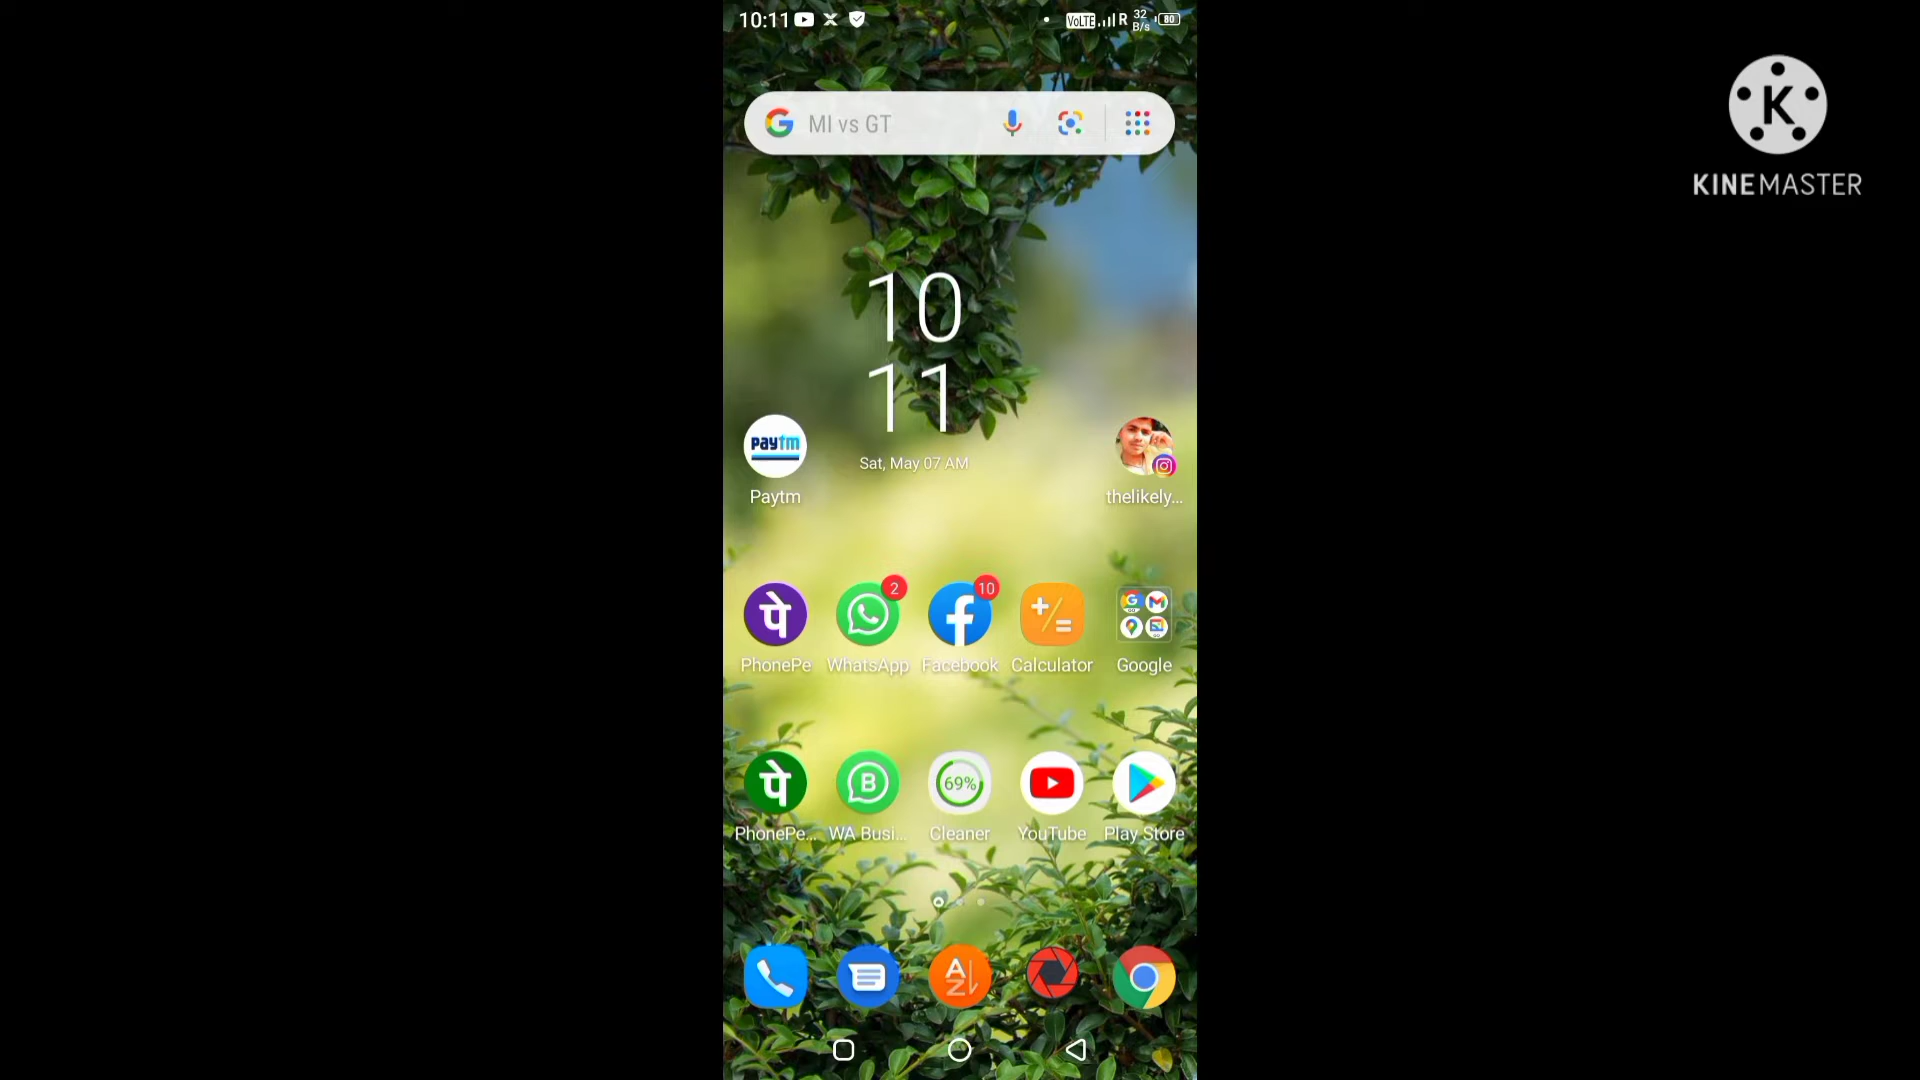 10:11 VoLTE R 32 B/s 80
MI vs GT
KINEMASTER
10
11
Sat, May 07 AM
paytm
Paytm
thelikely...
पे 2 10
PhonePe WhatsApp Facebook Calculator Google
पे B 69%
PhonePe... WA Busi... Cleaner YouTube Play Store
AZ